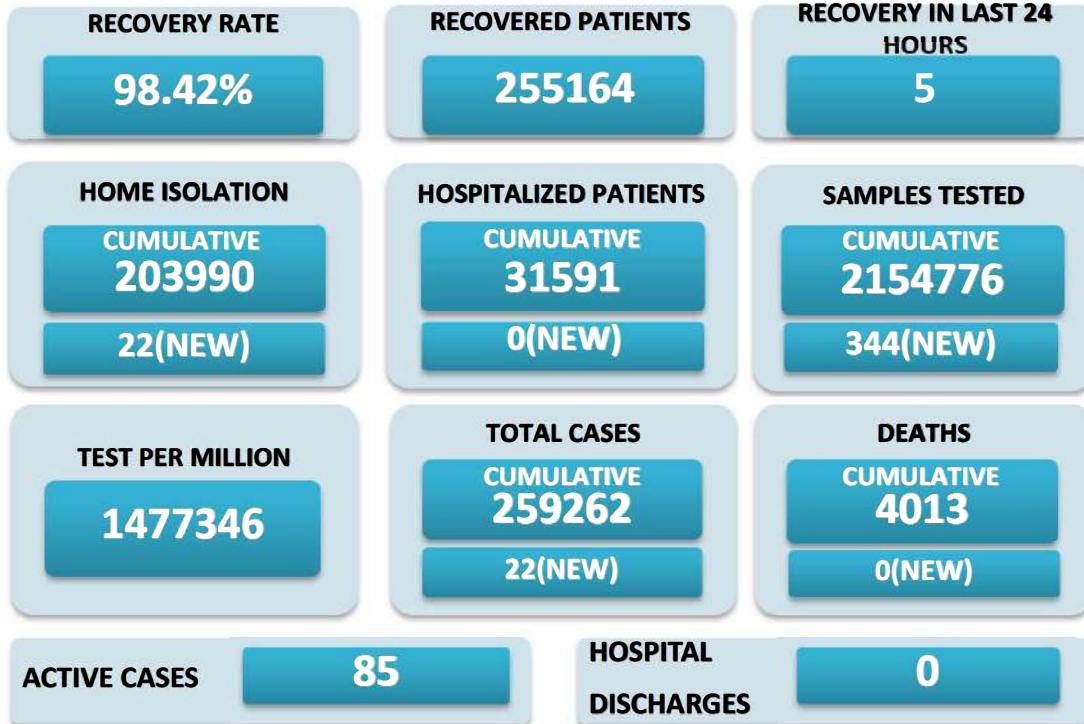 RECOVERY RATE
98.42%
RECOVERED PATIENTS
255164
RECOVERY IN LAST 24
HOURS
5
HOME ISOLATION
CUMULATIVE
203990
22(NEW)
HOSPITALIZED PATIENTS
CUMULATIVE
31591
0(NEW)
SAMPLES TESTED
CUMULATIVE
2154776
344(NEW)
TEST PER MILLION
1477346
TOTAL CASES
CUMULATIVE
259262
22(NEW)
DEATHS
CUMULATIVE
4013
0(NEW)
ACTIVE CASES
85
HOSPITAL
DISCHARGES
0